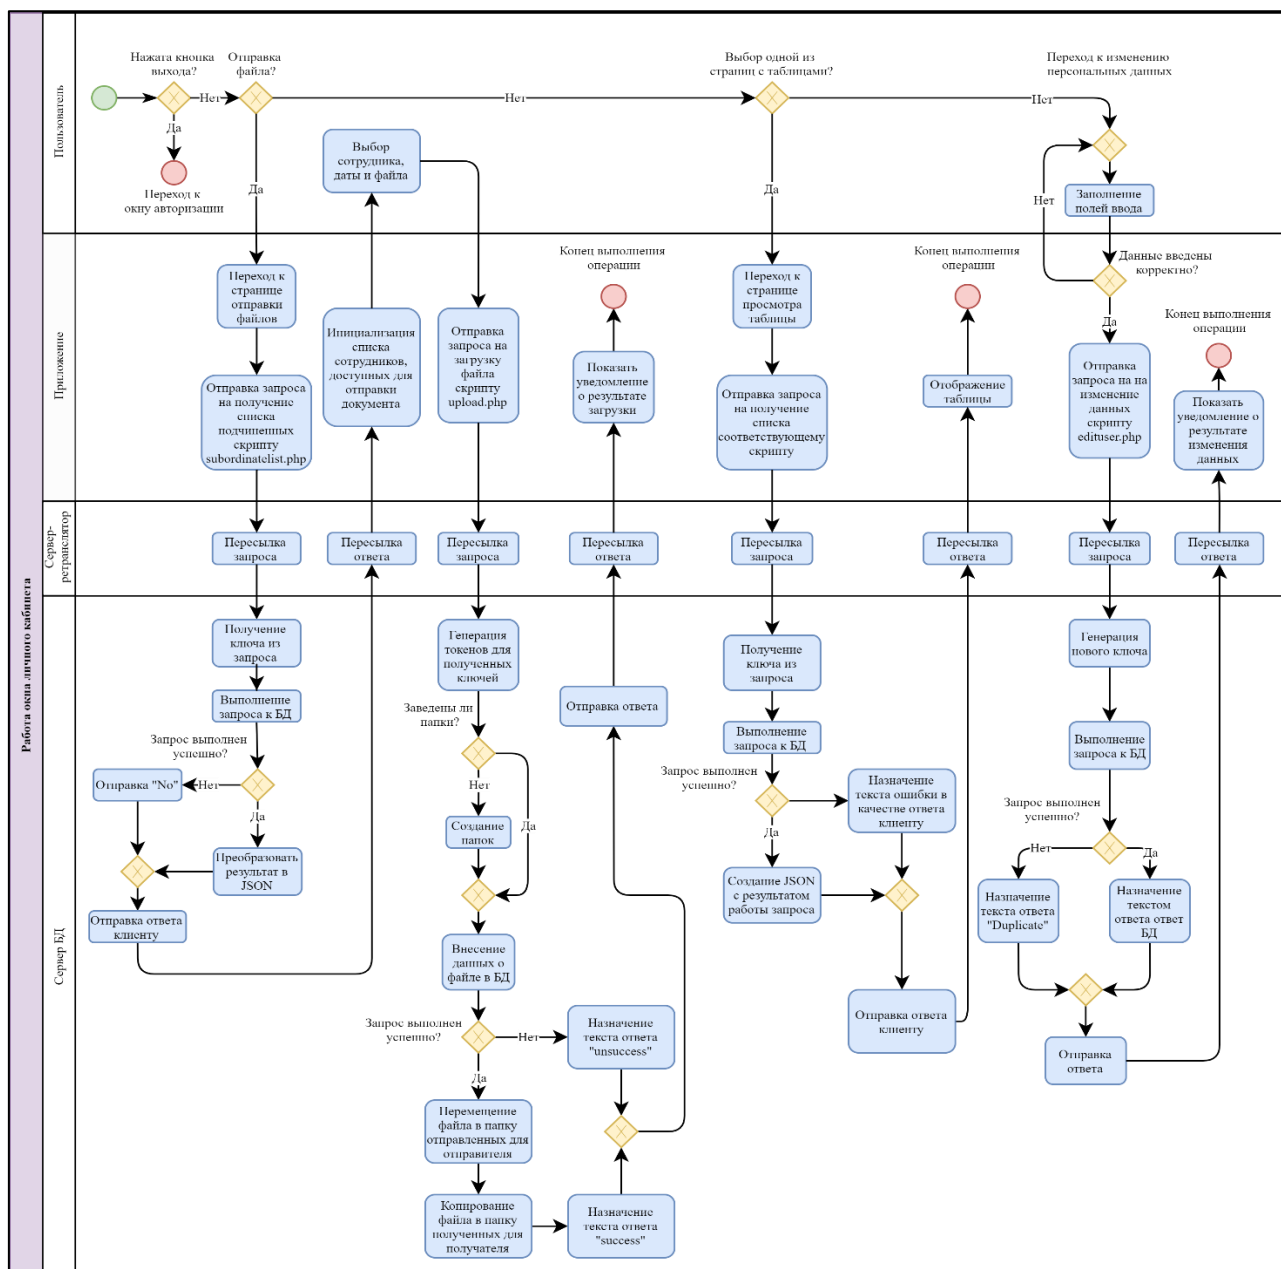 Работа окна личного кабинета
Пользователь
Нажата кнопка
выхода?
Отправка
файла?
Выбор одной из
страниц с таблицами?
Переход к изменению
персональных данных
Нет
Нет
Нет
Да
Переход к
окну авторизации
Да
Выбор
сотрудника,
даты и файла
Да
Нет
Заполнение
полей ввода
Приложение
Переход к
странице
отправки
файлов
Отправка запроса
на получение
списка
подчиненных
скрипту
subordinatelist.php
Инициализация
списка
сотрудников,
доступных для
отправки
документа
Отправка
запроса на
загрузку
файла
скрипту
upload.php
Конец выполнения
операции
Показать
уведомление
о результате
загрузки
Переход к
странице
просмотра
таблицы
Отправка запроса
на получение
списка
соответствующему
скрипту
Конец выполнения
операции
Отображение
таблицы
Данные введены
корректно?
Да
Отправка
запроса на на
изменение
данных
скрипту
edituser.php
Конец выполнения
операции
Показать
уведомление о
результате
изменения
данных
Сервер-
ретранслятор
Пересылка
запроса
Пересылка
ответа
Пересылка
запроса
Пересылка
ответа
Пересылка
запроса
Пересылка
ответа
Пересылка
запроса
Пересылка
ответа
Сервер БД
Получение
ключа из
запроса
Выполнение
запроса к БД
Запрос выполнен
успешно?
Нет
Отправка "No"
Да
Преобразовать
результат в
JSON
Отправка ответа
клиенту
Генерация
токенов для
полученных
ключей
Заведены ли
папки?
Нет
Да
Создание
папок
Внесение
данных о
файле в БД
Запрос выполнен
успешно?
Нет
Назначение
текста ответа
"unsuccess"
Да
Перемещение
файла в папку
отправленных для
отправителя
Копирование
файла в папку
полученных для
получателя
Назначение
текста ответа
"success"
Отправка ответа
Получение
ключа из
запроса
Выполнение
запроса к БД
Запрос выполнен
успешно?
Назначение
текста ошибки в
качестве ответа
клиенту
Да
Создание JSON
с результатом
работы запроса
Отправка ответа
клиенту
Генерация
нового ключа
Выполнение
запроса к БД
Запрос выполнен
успешно?
Нет
Да
Назначение
текста ответа
"Duplicate"
Назначение
текстом
ответа ответ
БД
Отправка
ответа